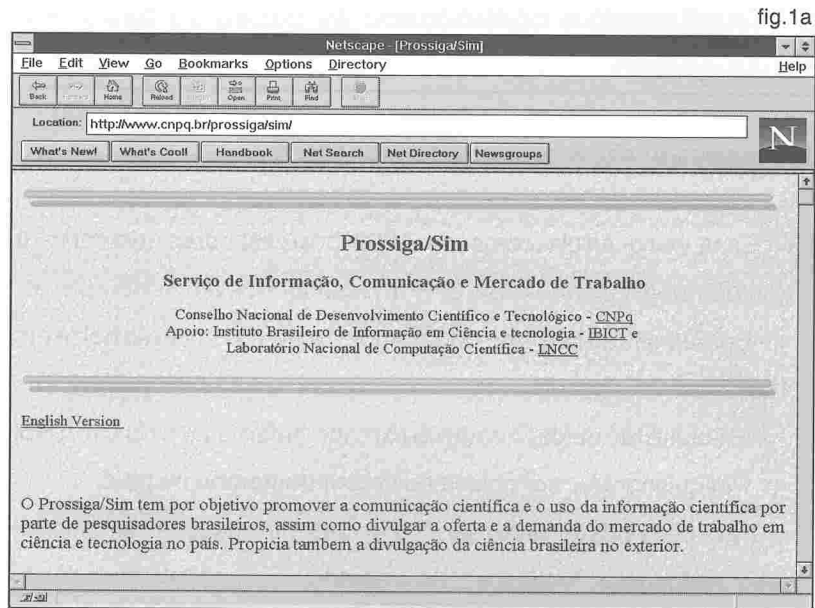 fig.1a
Netscape - [Prossiga/Sim]
File Edit View Go Bookmarks Options Directory Help
Back Home Reload Open Print Find
Location: http://www.cnpq.br/prossiga/sim/
N
What's New! What's Cool! Handbook Net Search Net Directory Newsgroups
Prossiga/Sim
Serviço de Informação, Comunicação e Mercado de Trabalho
Conselho Nacional de Desenvolvimento Científico e Tecnológico - CNPq
Apoio: Instituto Brasileiro de Informação em Ciência e tecnologia - IBICT e
Laboratório Nacional de Computação Científica - LNCC
English Version
O Prossiga/Sim tem por objetivo promover a comunicação científica e o uso da informação científica por
parte de pesquisadores brasileiros, assim como divulgar a oferta e a demanda do mercado de trabalho em
ciência e tecnologia no país. Propicia tambem a divulgação da ciência brasileira no exterior.